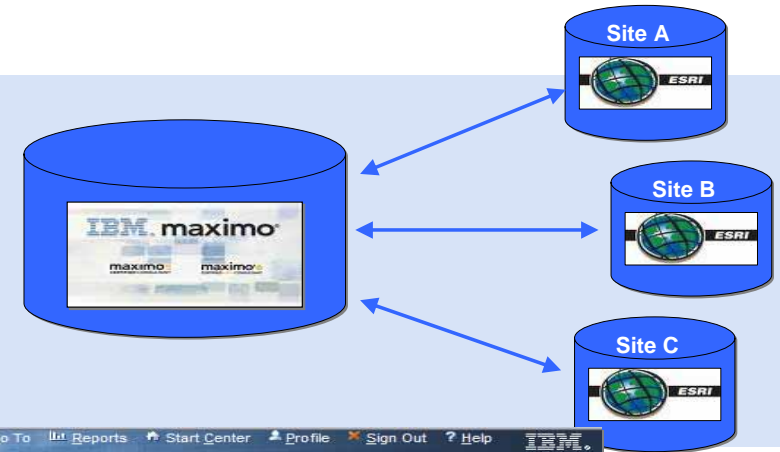 Site A
ESRI
Site B
ESRI
IBM. maximo
maximo
maximo
Site C
ESRI
o To Reports Start Center Profile Sign Out ? Help IBM.